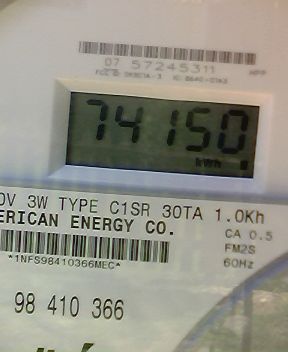 07 57245311
74150
kWh
0V 3W TYPE C1SR 30TA 1.0Kh
ERICAN ENERGY CO.
CA 0.5
*1NFS98410366MEC*
FM2S
60Hz
98 410 366